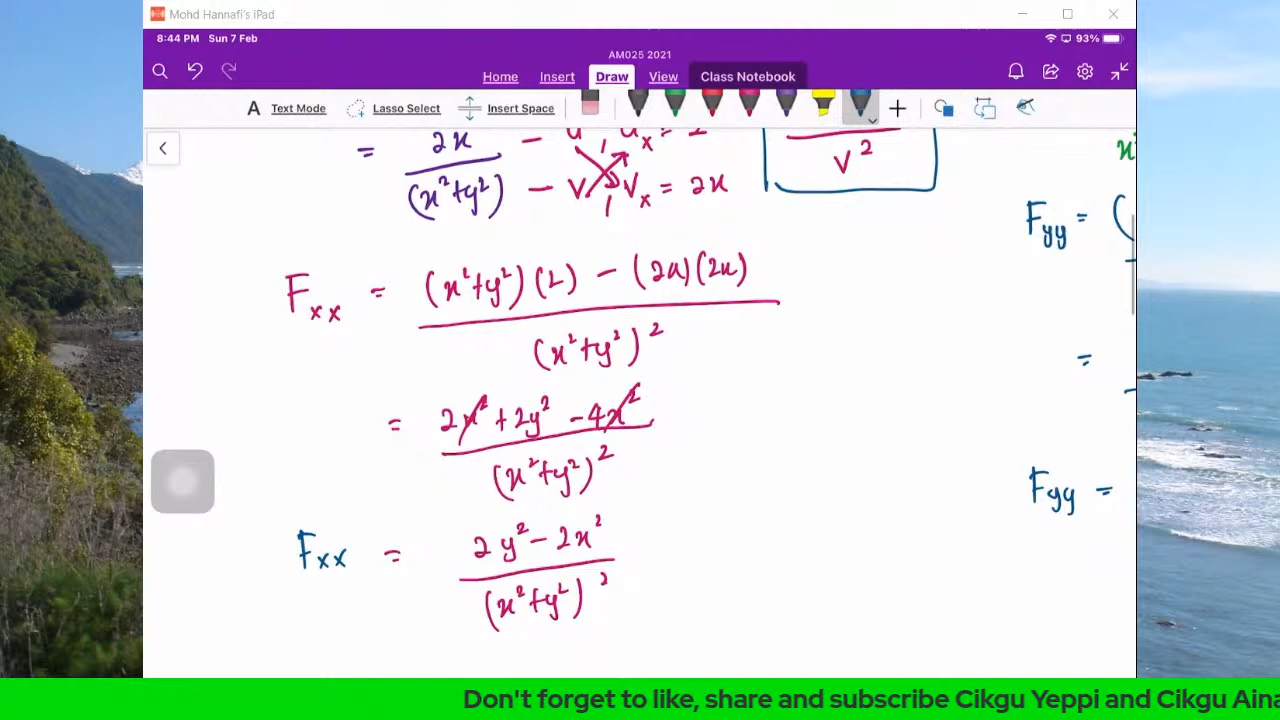 Mohd Hannafi's iPad
8:44 PM Sun 7 Feb
93%
AM025 2021
Home Insert Draw View Class Notebook
Text Mode Lasso Select Insert Space
= 2x/(x²+y²)
v, Vₓ = 2x
V²
Fyy = (
Fxx = ((x²+y²)(2) - (2x)(2x))/(x²+y²)²
=
= (2x²+2y²-4x²)/(x²+y²)²
Fyy =
Fxx = (2y²-2x²)/(x²+y²)²
Don't forget to like, share and subscribe Cikgu Yeppi and Cikgu Aina